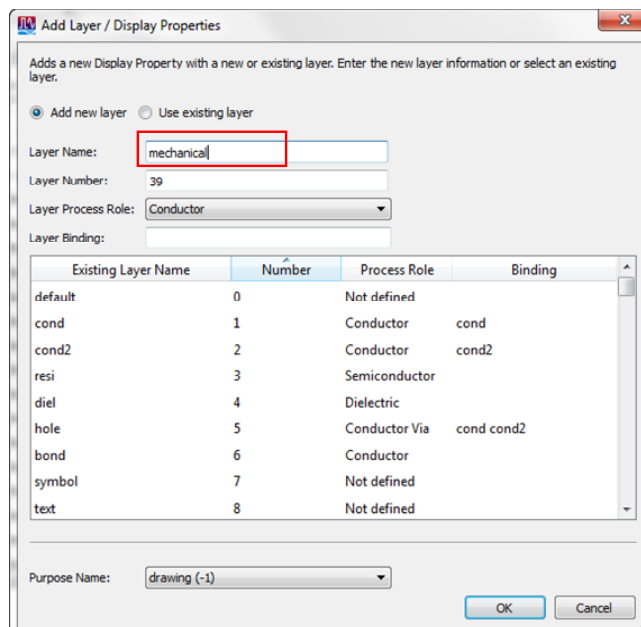 Add Layer / Display Properties
Adds a new Display Property with a new or existing layer. Enter the new layer information or select an existing
layer.
Add new layer Use existing layer
Layer Name: mechanical
Layer Number: 39
Layer Process Role: Conductor
Layer Binding:
Existing Layer Name Number Process Role Binding
default 0 Not defined
cond 1 Conductor cond
cond2 2 Conductor cond2
resi 3 Semiconductor
diel 4 Dielectric
hole 5 Conductor Via cond cond2
bond 6 Conductor
symbol 7 Not defined
text 8 Not defined
Purpose Name: drawing (-1)
OK Cancel